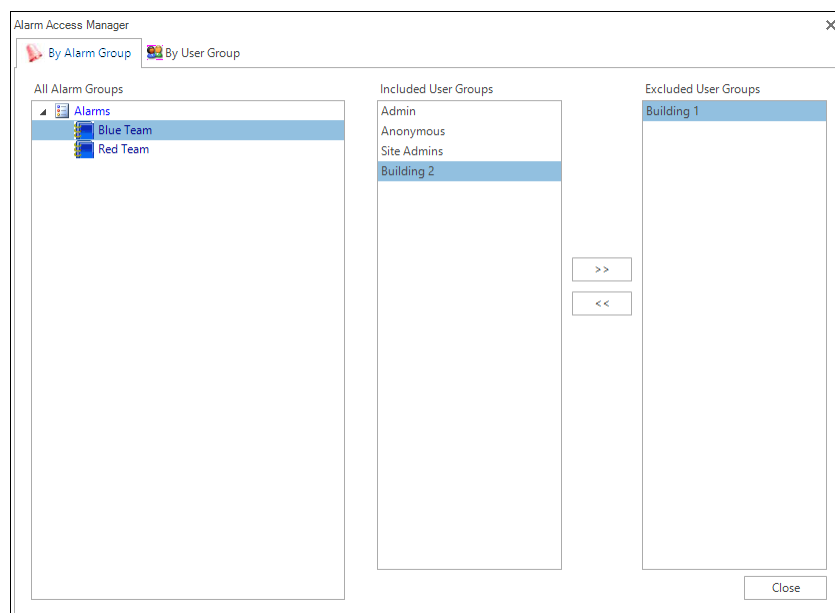 Alarm Access Manager
By Alarm Group
By User Group
All Alarm Groups
Included User Groups
Excluded User Groups
Alarms
Blue Team
Red Team
Admin
Anonymous
Site Admins
Building 2
Building 1
>>
<<
Close